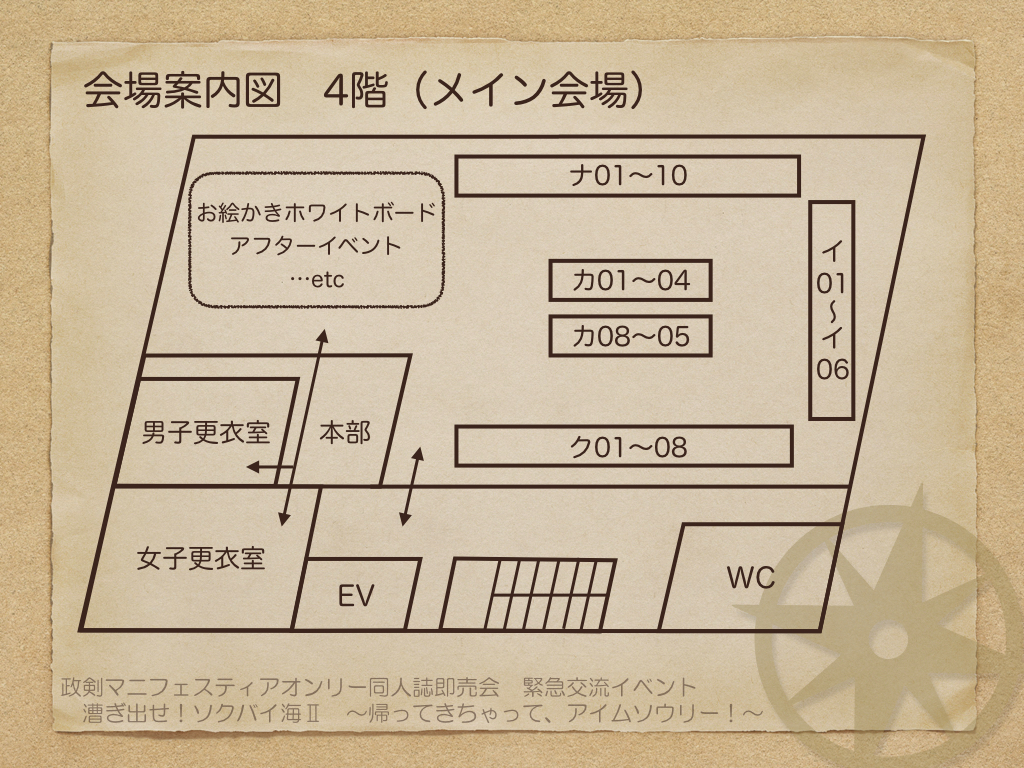 会場案内図　4階（メイン会場）
ナ01〜10
お絵かきホワイトボード
アフターイベント
…etc
カ01〜04
カ08〜05
イ
01
〜
イ
06
男子更衣室
本部
ク01〜08
女子更衣室
EV
WC
政剣マニフェスティアオンリー同人誌即売会　緊急交流イベント
漕ぎ出せ！ソクバイ海Ⅱ　〜帰ってきちゃって、アイムソウリー！〜